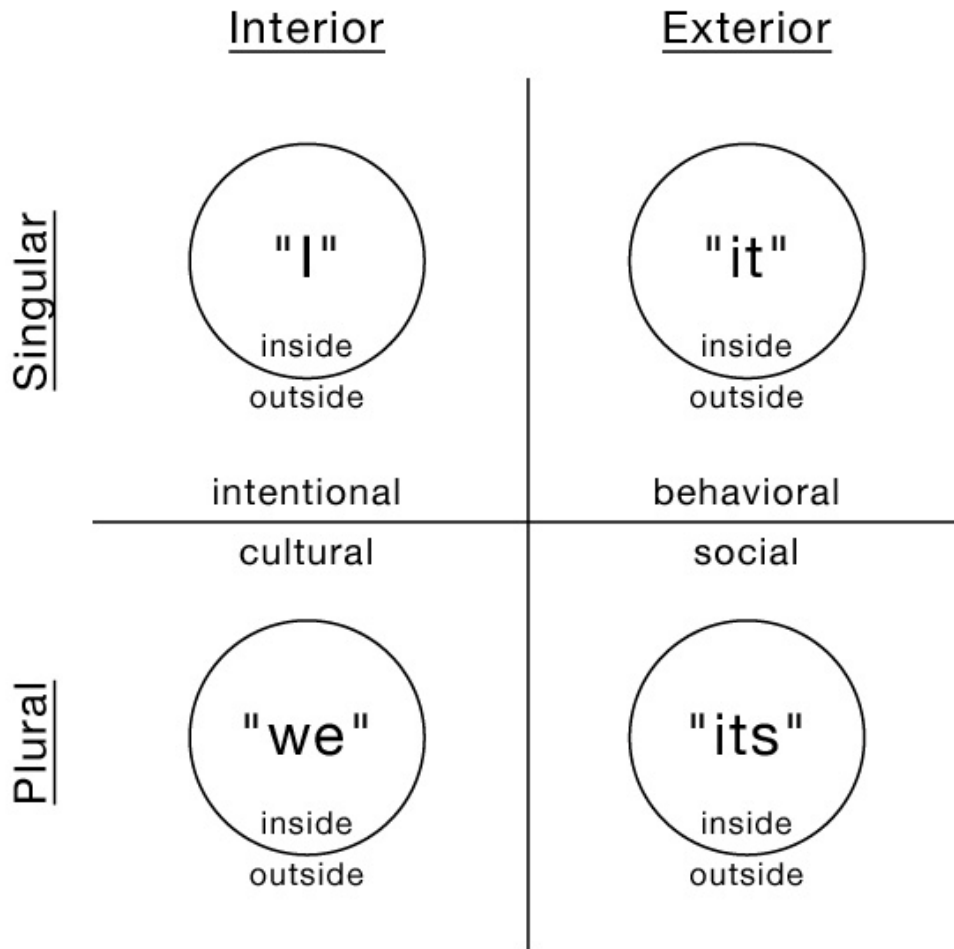 Interior
Exterior
Singular
"I"
inside
outside
intentional
"it"
inside
outside
behavioral
Plural
cultural
"we"
inside
outside
social
"its"
inside
outside